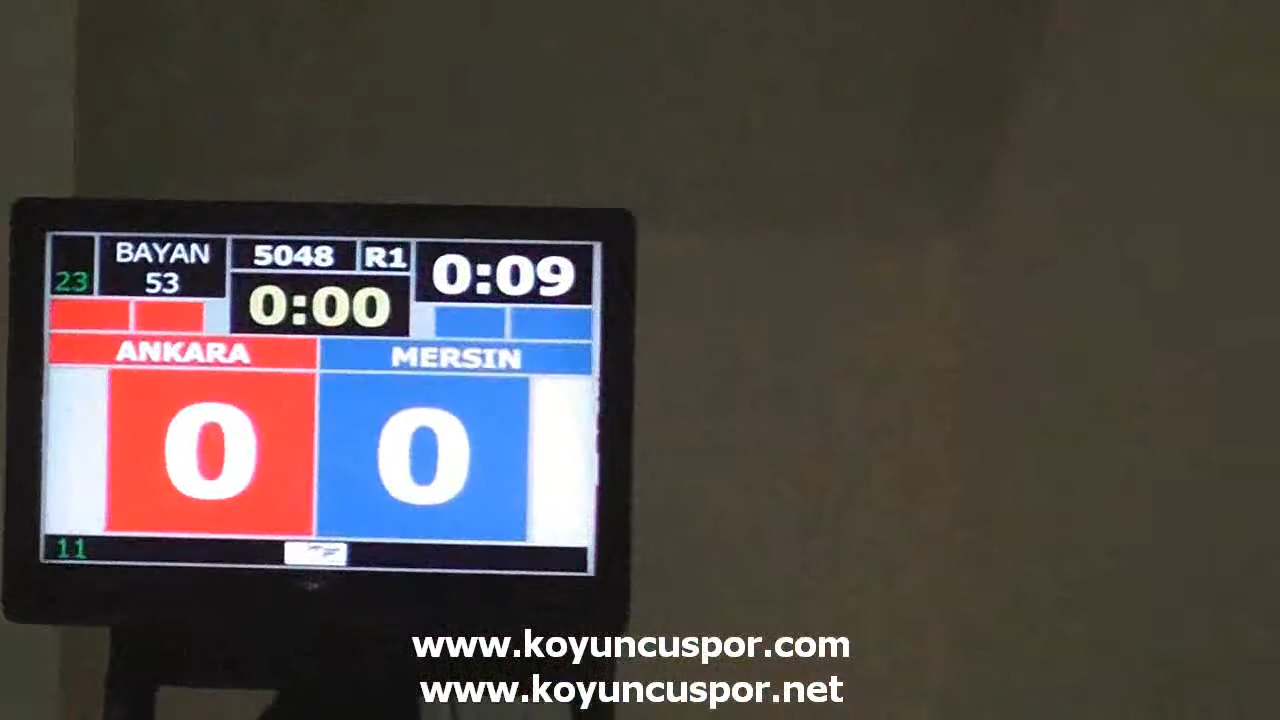 23 BAYAN 53
5048 R1
0:09
0:00
ANKARA MERSIN
0 0
11
www.koyuncuspor.com
www.koyuncuspor.net